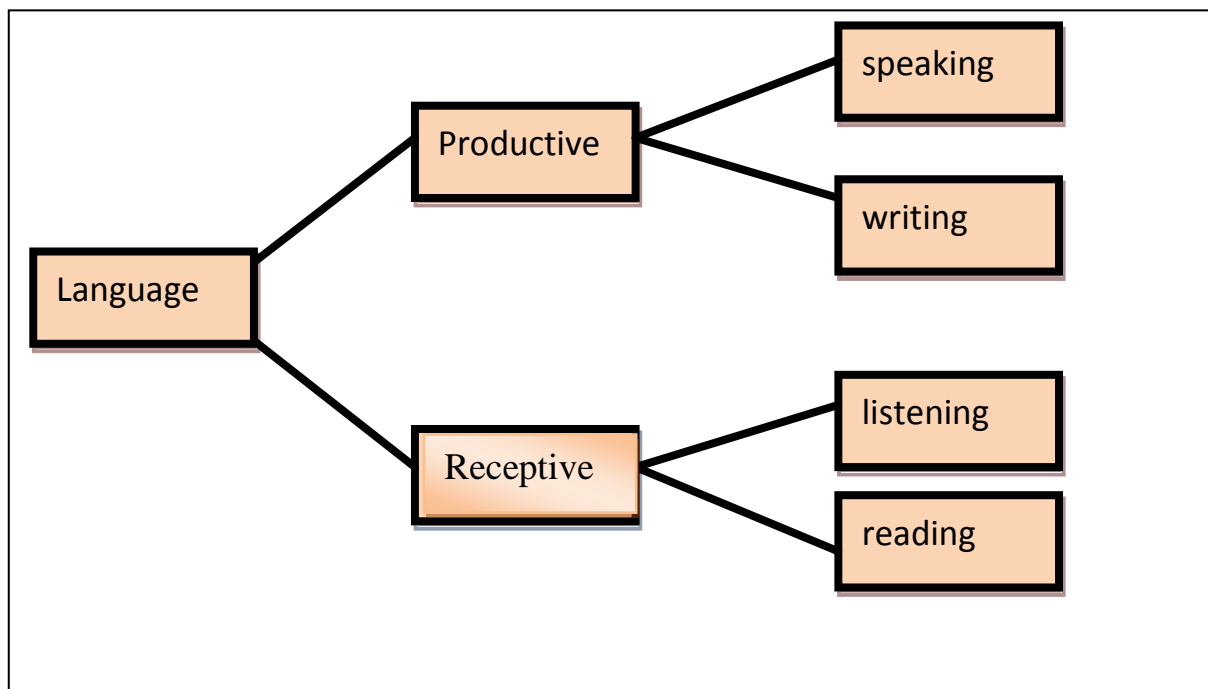 speaking
Productive
writing
Language
listening
Receptive
reading